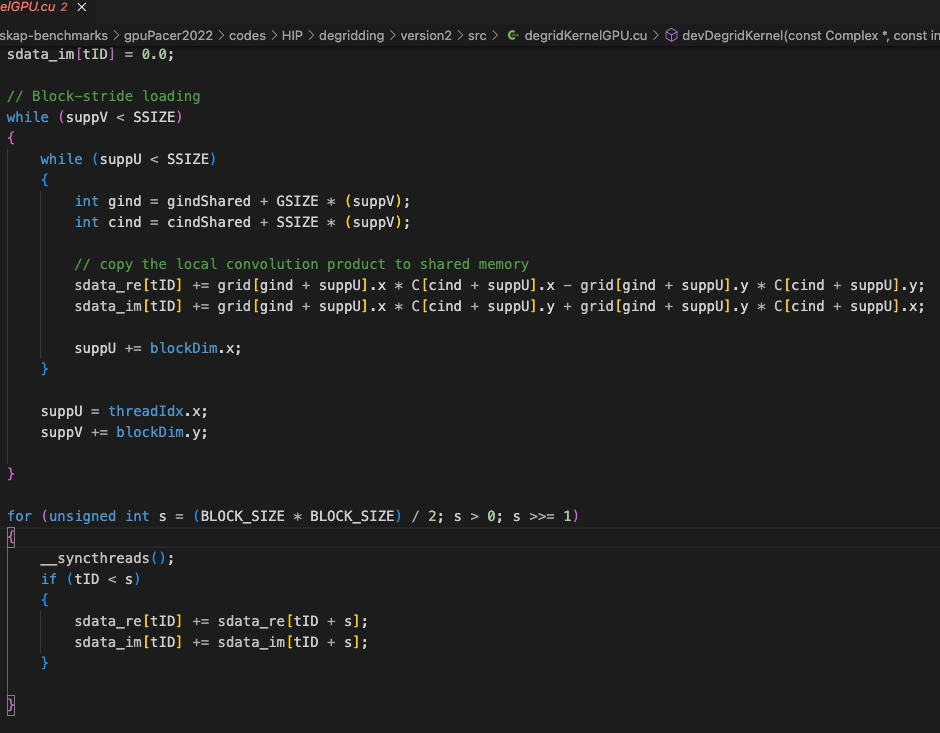 elGPU.cu 2 ×
skap-benchmarks > gpuPacer2022 > codes > HIP > degridding > version2 > src > degridKernelGPU.cu > devDegridKernel(const Complex *, const in
sdata_im[tID] = 0.0;
// Block-stride loading
while (suppV < SSIZE)
{
while (suppU < SSIZE)
{
int gind = gindShared + GSIZE * (suppV);
int cind = cindShared + SSIZE * (suppV);
// copy the local convolution product to shared memory
sdata_re[tID] += grid[gind + suppU].x * C[cind + suppU].x - grid[gind + suppU].y * C[cind + suppU].y;
sdata_im[tID] += grid[gind + suppU].x * C[cind + suppU].y + grid[gind + suppU].y * C[cind + suppU].x;
suppU += blockDim.x;
}
suppU = threadIdx.x;
suppV += blockDim.y;
}
for (unsigned int s = (BLOCK_SIZE * BLOCK_SIZE) / 2; s > 0; s >>= 1)
{
__syncthreads();
if (tID < s)
{
sdata_re[tID] += sdata_re[tID + s];
sdata_im[tID] += sdata_im[tID + s];
}
}